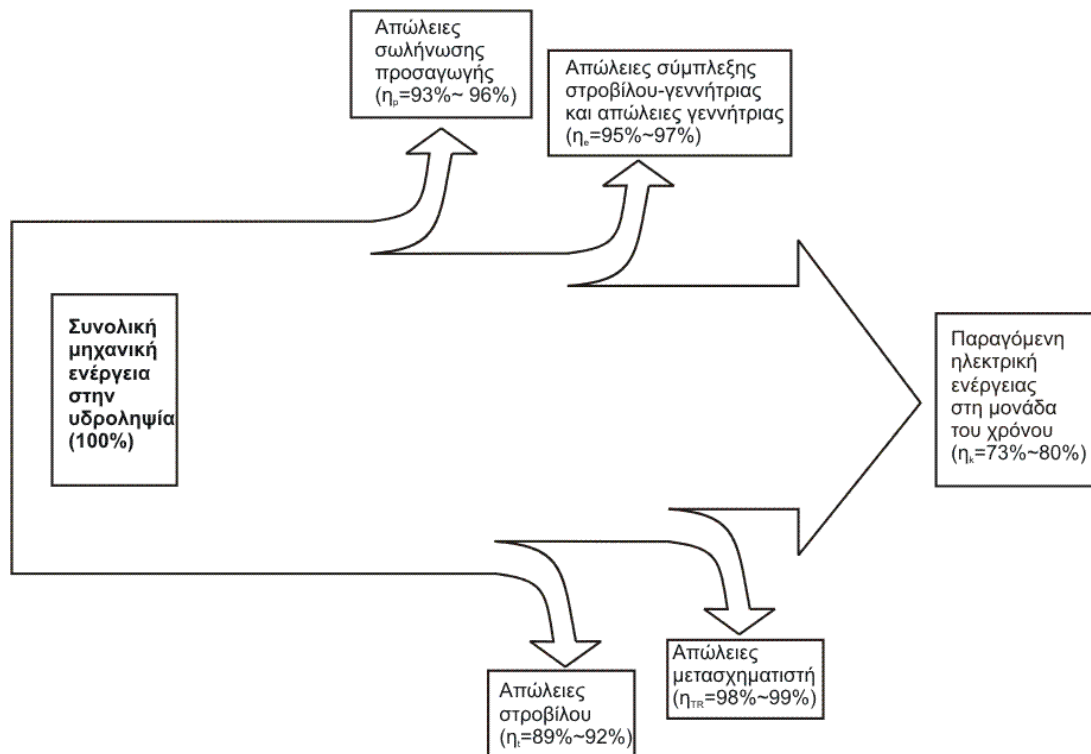 Απώλειες
σωλήνωσης
προσαγωγής
(ηp=93%~ 96%)
Απώλειες σύμπλεξης
στροβίλου-γεννήτριας
και απώλειες γεννήτριας
(ηe=95%~97%)
Συνολική
μηχανική
ενέργεια
στην
υδροληψία
(100%)
Παραγόμενη
ηλεκτρική
ενέργειας
στη μονάδα
του χρόνου
(ηk=73%~80%)
Απώλειες
στροβίλου
(ηt=89%~92%)
Απώλειες
μετασχηματιστή
(ηTR=98%~99%)